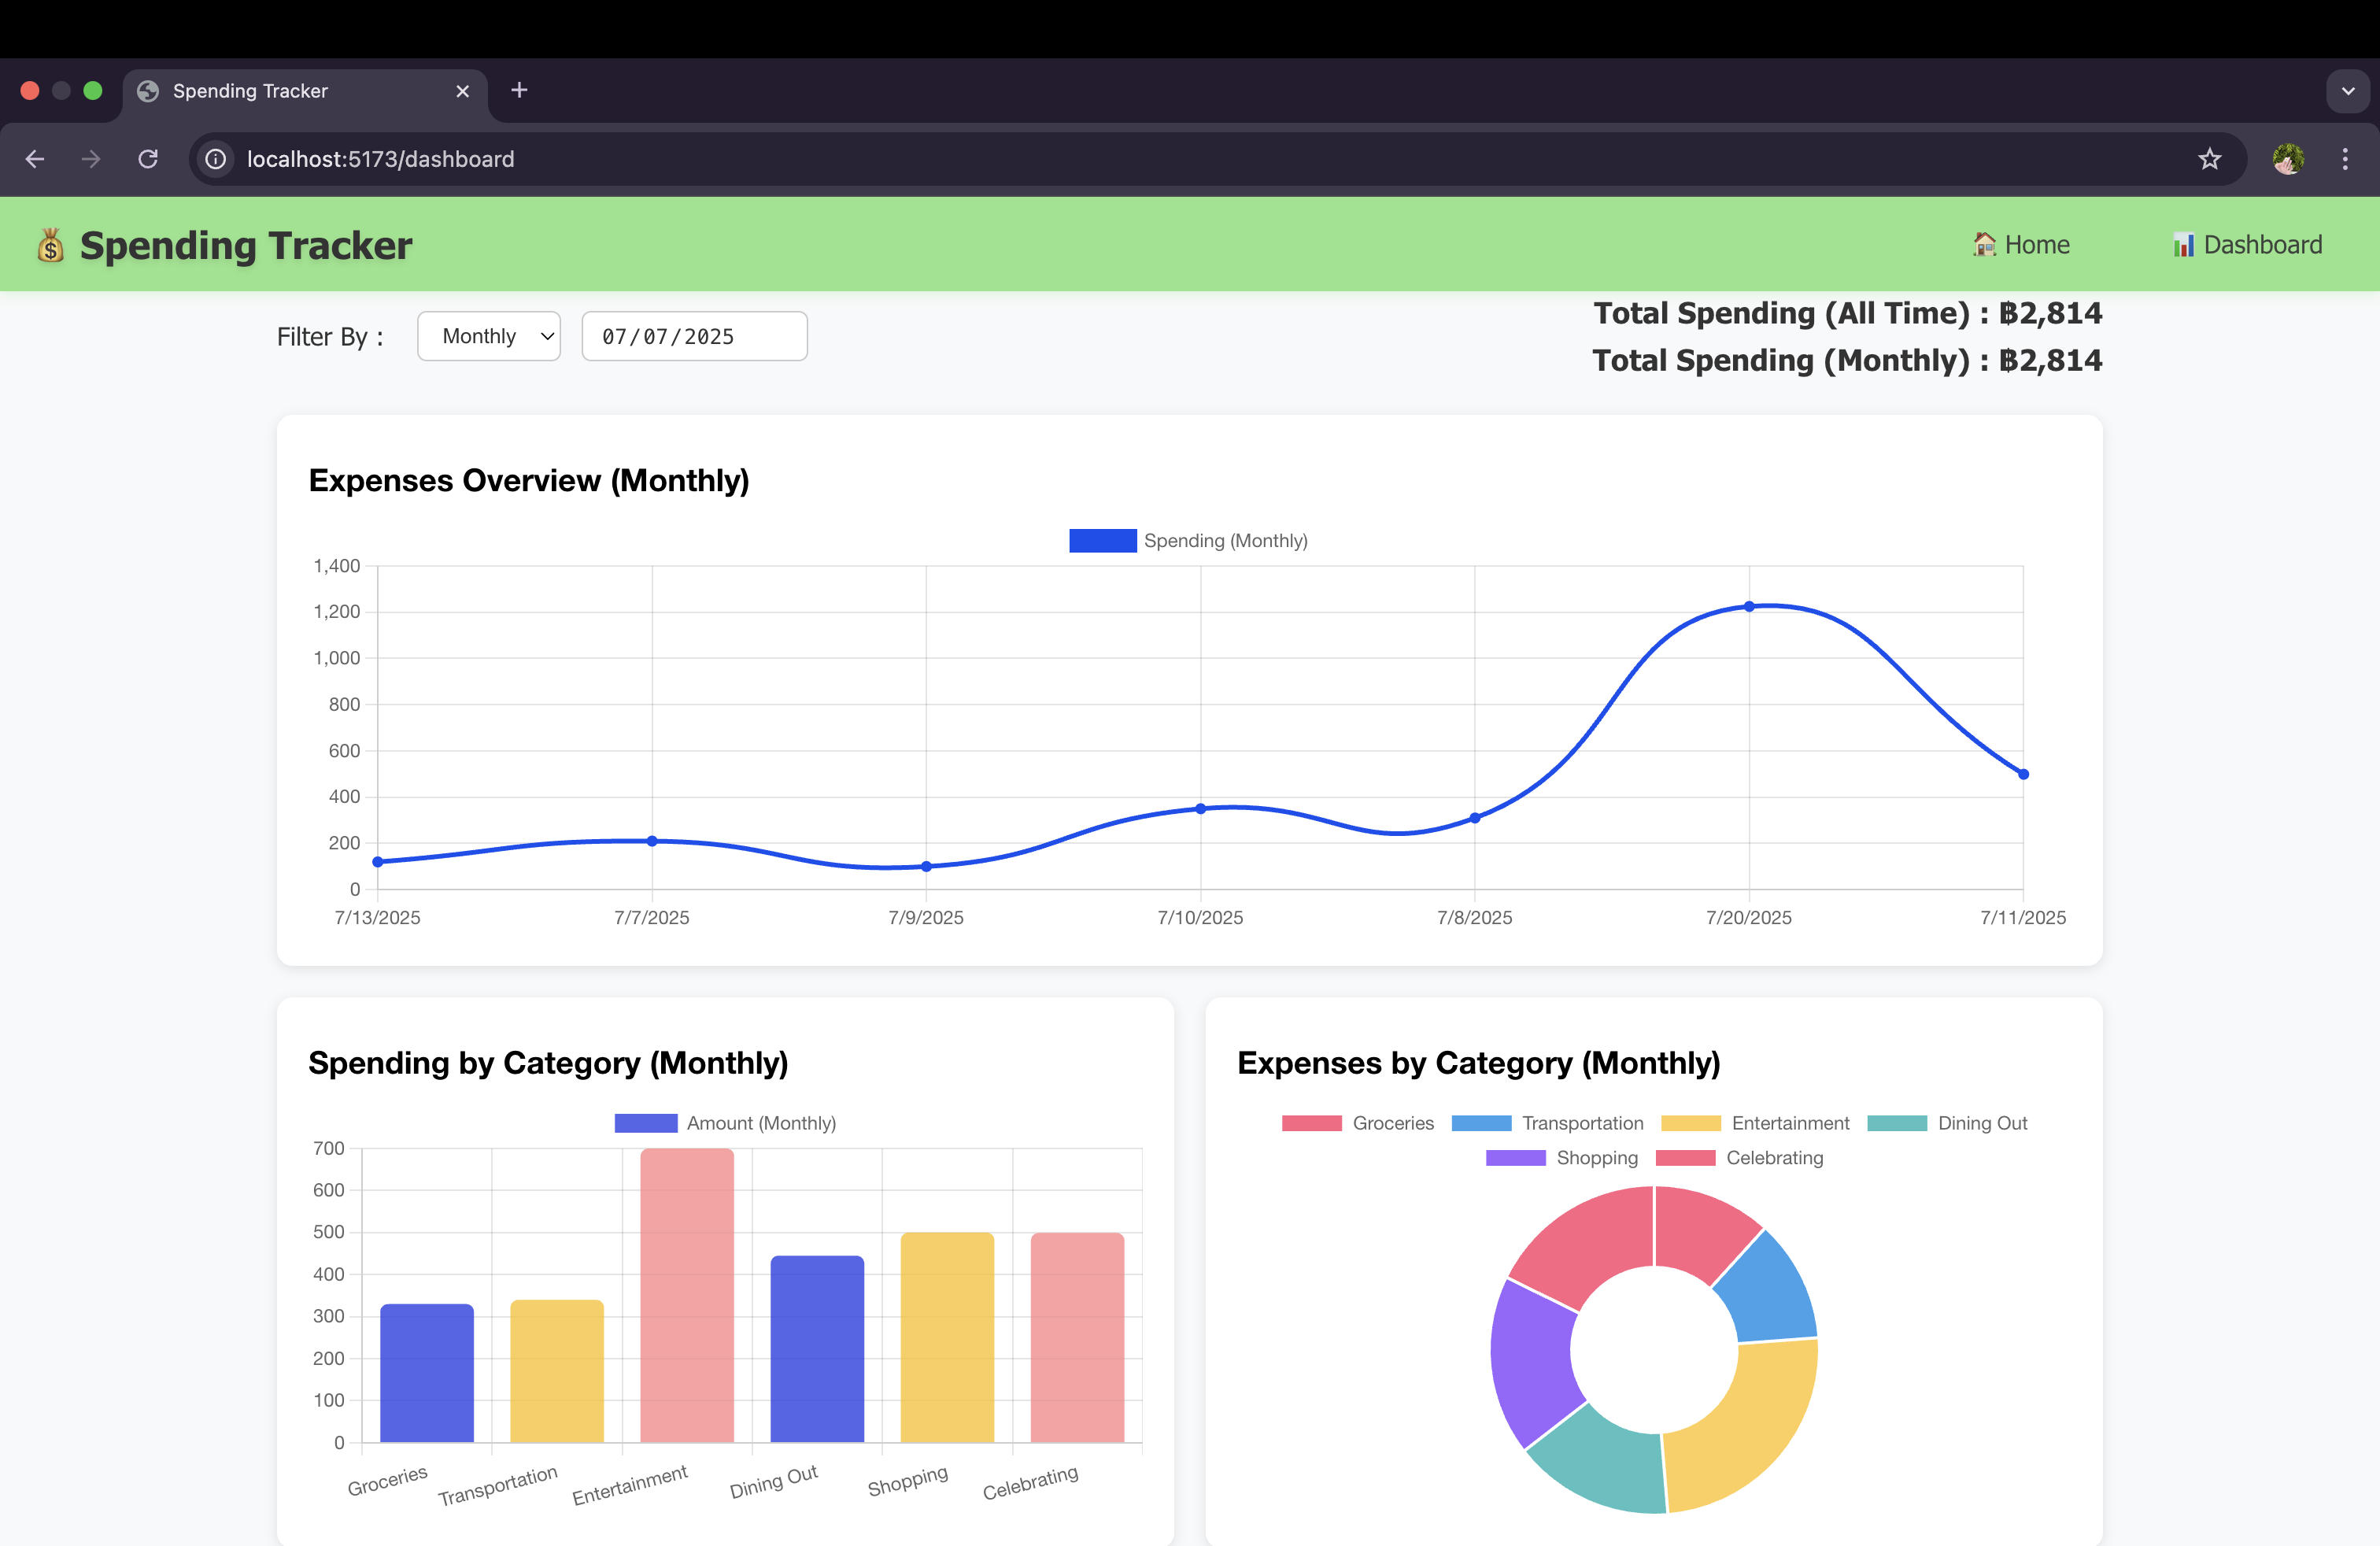 Spending Tracker
localhost:5173/dashboard
💰 Spending Tracker
🏠 Home
📊 Dashboard
Filter By :
Monthly
07/07/2025
Total Spending (All Time) : ฿2,814
Total Spending (Monthly) : ฿2,814
Expenses Overview (Monthly)
Spending (Monthly)
1,400
1,200
1,000
800
600
400
200
0
7/13/2025 7/7/2025 7/9/2025 7/10/2025 7/8/2025 7/20/2025 7/11/2025
Spending by Category (Monthly)
Amount (Monthly)
700
600
500
400
300
200
100
0
Groceries Transportation Entertainment Dining Out Shopping Celebrating
Expenses by Category (Monthly)
Groceries Transportation Entertainment Dining Out
Shopping Celebrating